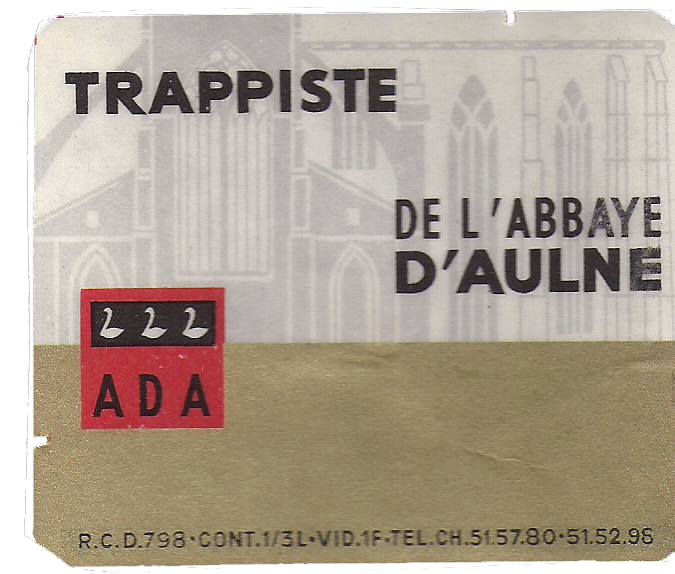 TRAPPISTE
DE L'ABBAYE
D'AULNE
222
ADA
R.C.D.798·CONT.1/3L·VID.1F·TEL.CH.51.57.80·51.52.98